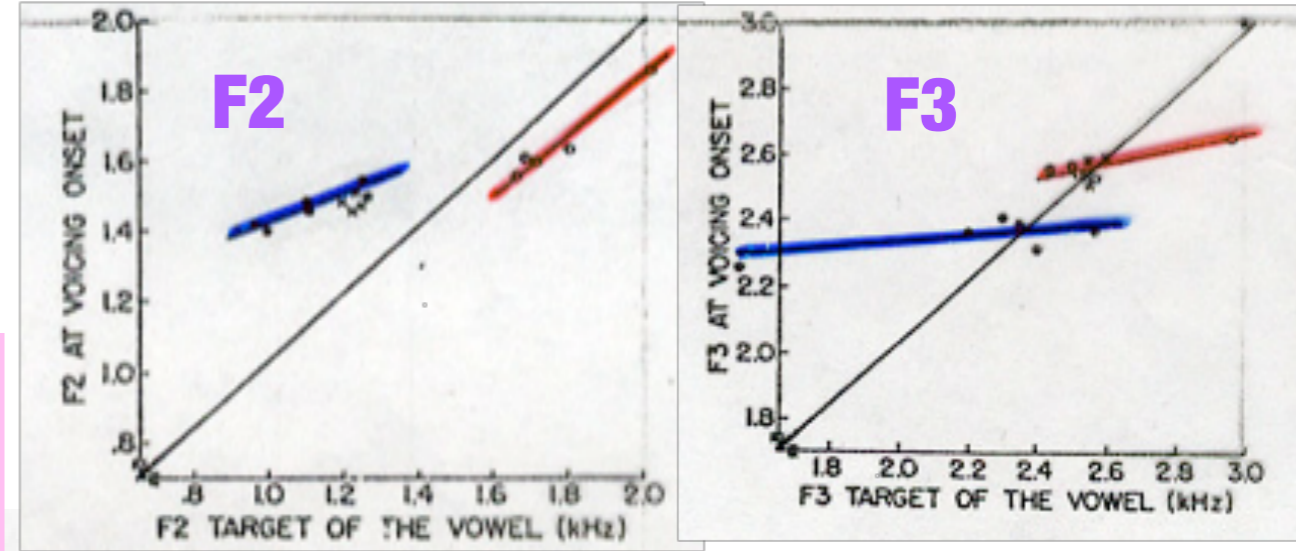 F2
F2 AT VOICING ONSET
2.0
1.8
1.6
1.4
1.2
1.0
.8
.8 1.0 1.2 1.4 1.6 1.8 2.0
F2 TARGET OF THE VOWEL (kHz)
F3
F3 AT VOICING ONSET
3.0
2.8
2.6
2.4
2.2
2.0
1.8
1.8 2.0 2.2 2.4 2.6 2.8 3.0
F3 TARGET OF THE VOWEL (kHz)